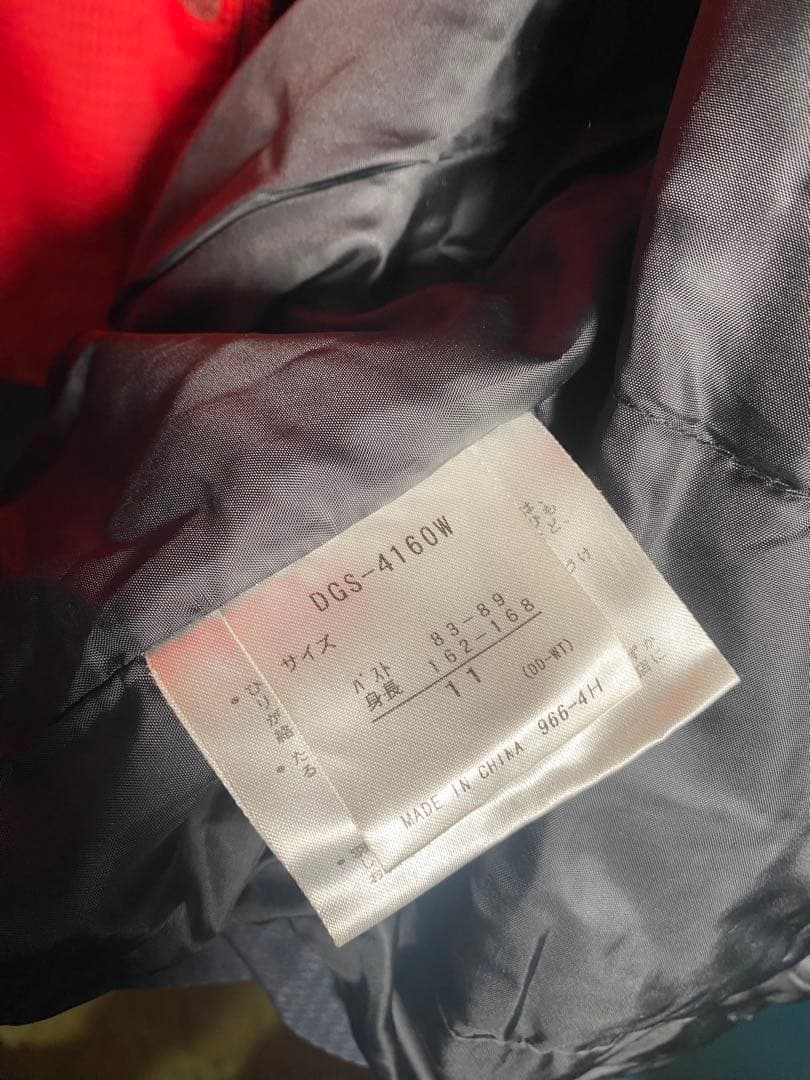 DGS-4160W
サイズ
バスト 83-89
身長 162-168
11 (DD-WT)
MADE IN CHINA 966-4H